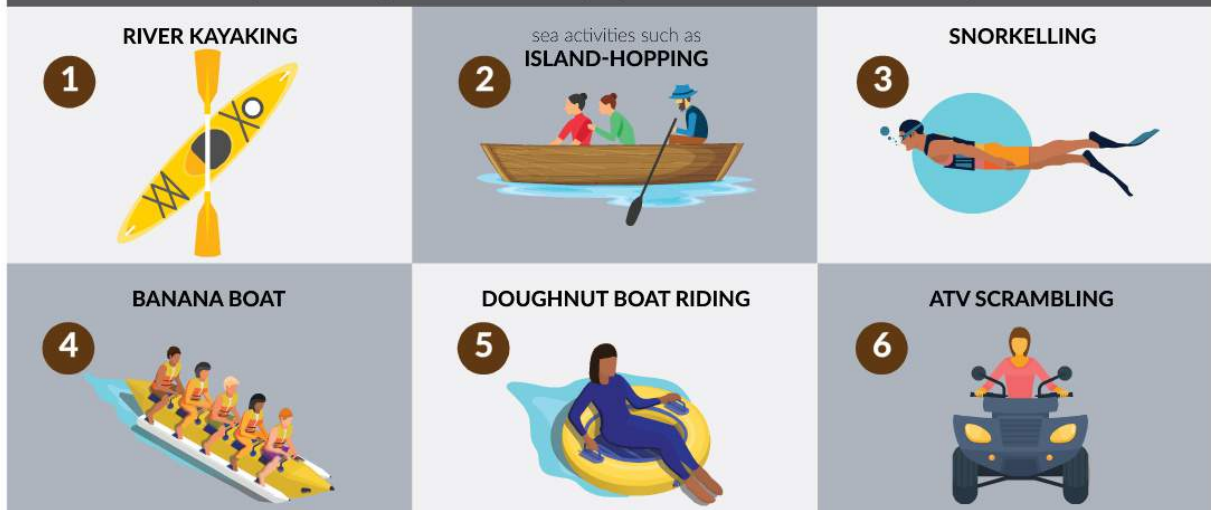 RIVER KAYAKING
1
sea activities such as
ISLAND-HOPPING
2
SNORKELLING
3
BANANA BOAT
4
DOUGHNUT BOAT RIDING
5
ATV SCRAMBLING
6